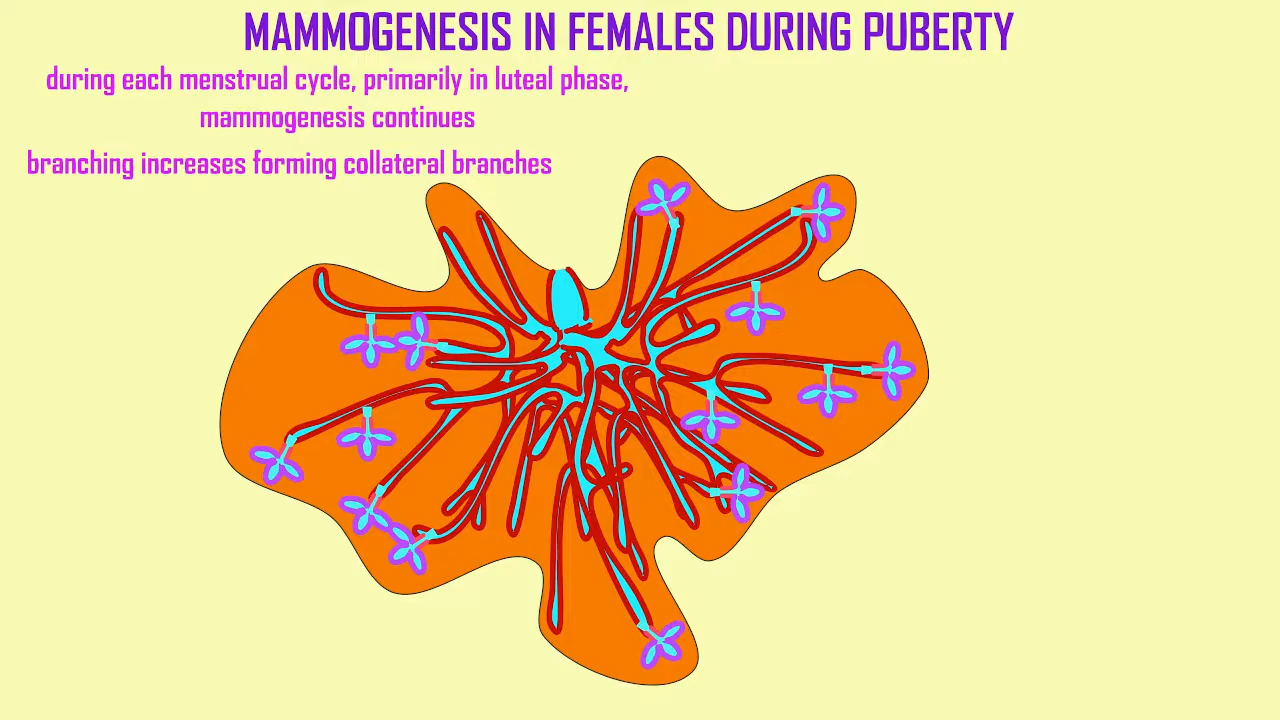 MAMMOGENESIS IN FEMALES DURING PUBERTY
during each menstrual cycle, primarily in luteal phase,
mammogenesis continues
branching increases forming collateral branches